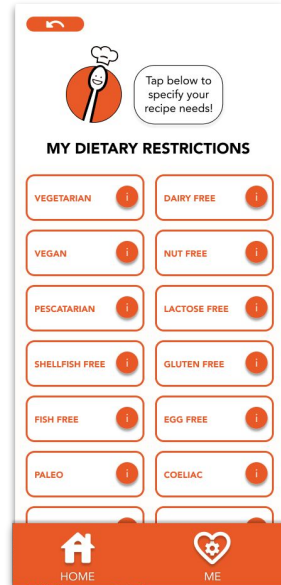 Tap below to
specify your
recipe needs!
MY DIETARY RESTRICTIONS
VEGETARIAN i
DAIRY FREE i
VEGAN i
NUT FREE i
PESCATARIAN i
LACTOSE FREE i
SHELLFISH FREE i
GLUTEN FREE i
FISH FREE i
EGG FREE i
PALEO i
COELIAC i
HOME
ME